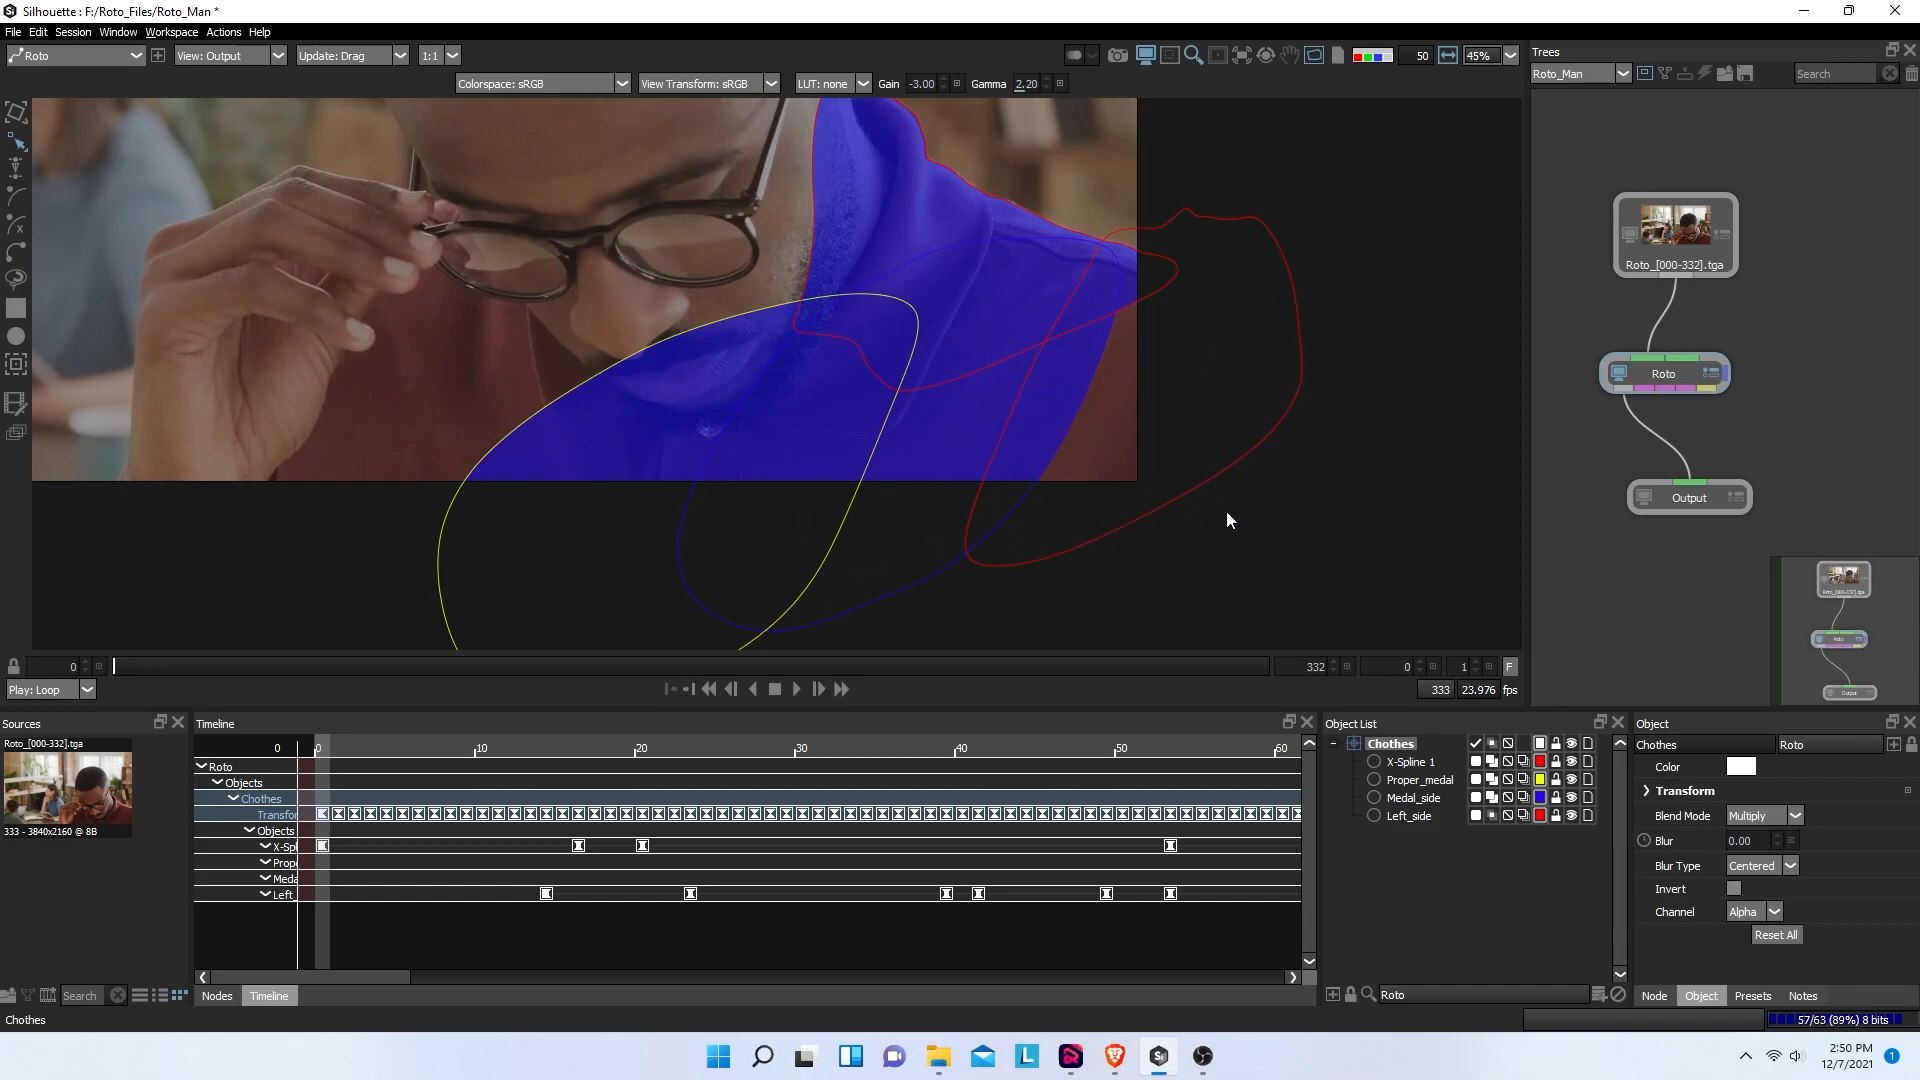 Silhouette : F:/Roto_Files/Roto_Man *
File Edit Session Window Workspace Actions Help
Roto View: Output Update: Drag 1:1 50 45%
Colorspace: sRGB View Transform: sRGB LUT: none Gain -3.00 Gamma 2.20
Trees
Roto_Man Search
Roto_[000-332].tga
Roto
Output
0 332 0 1 F
Play: Loop 333 23.976 fps
Sources
Roto_[000-332].tga
333 - 3840x2160 @ 8B
Search
Timeline
0 0 10 20 30 40 50 60
Roto
Objects
Chothes
Transfor
Objects
X-Spl
Prop
Meda
Left_
Nodes Timeline
Object List
Chothes
X-Spline 1
Proper_medal
Medal_side
Left_side
Roto
Object
Chothes Roto
Color
Transform
Blend Mode Multiply
Blur 0.00
Blur Type Centered
Invert
Channel Alpha
Reset All
Node Object Presets Notes
Chothes
57/63 (89%) 8 bits
2:50 PM
12/7/2021
1